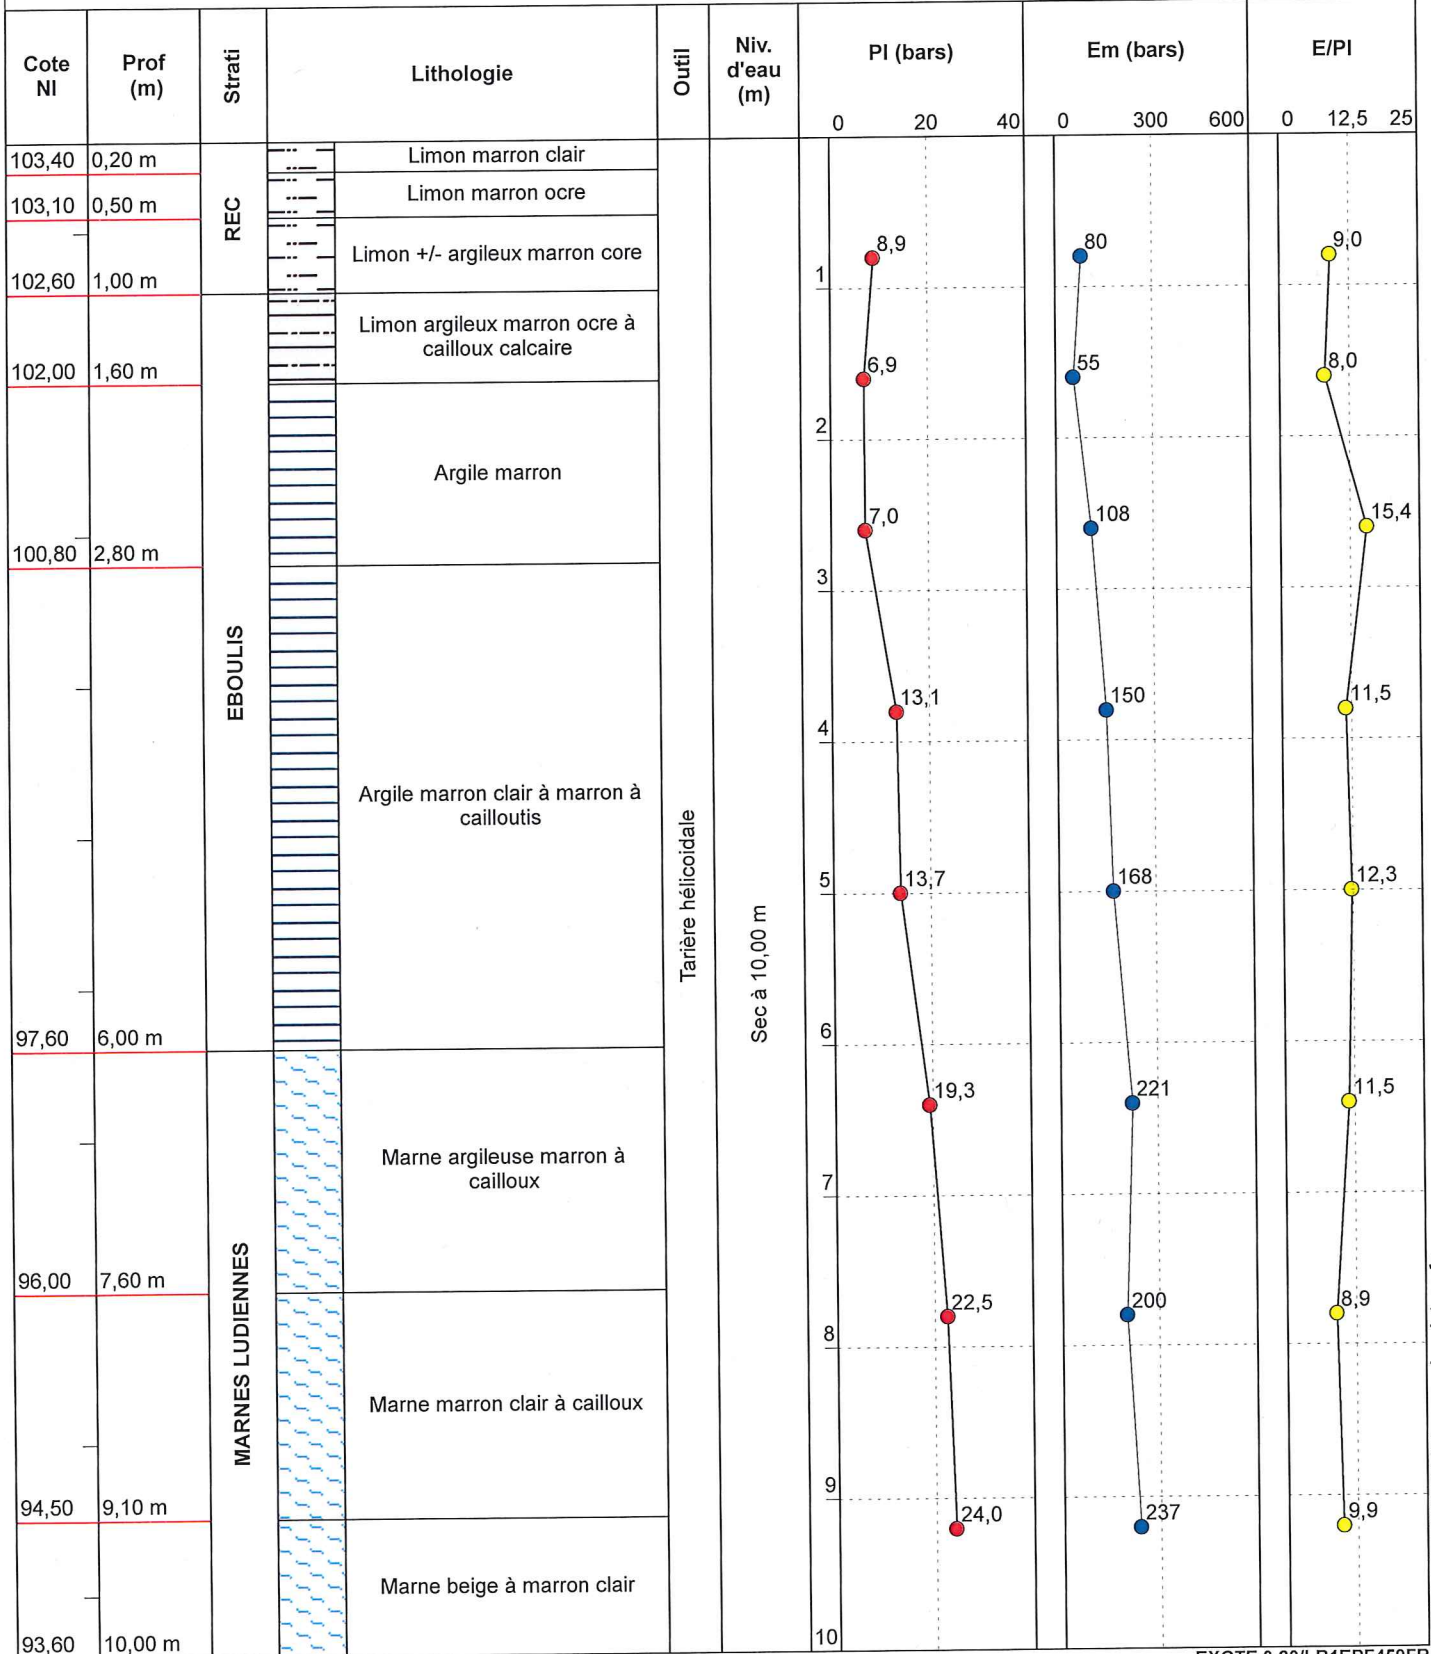 Cote NI
Prof (m)
Strati
Lithologie
Outil
Niv. d'eau (m)
Pl (bars)
Em (bars)
E/Pl
0 20 40
0 300 600
0 12,5 25
103,40 0,20 m
Limon marron clair
103,10 0,50 m
Limon marron ocre
REC
102,60 1,00 m
Limon +/- argileux marron core
8,9
80
9,0
1
Limon argileux marron ocre à
cailloux calcaire
102,00 1,60 m
6,9
55
8,0
2
Argile marron
7,0
108
15,4
100,80 2,80 m
3
EBOULIS
13,1
150
11,5
4
Argile marron clair à marron à
cailloutis
Tarière hélicoidale
Sec à 10,00 m
5
13,7
168
12,3
97,60 6,00 m
6
19,3
221
11,5
Marne argileuse marron à
cailloux
7
96,00 7,60 m
22,5
200
8,9
8
MARNES LUDIENNES
Marne marron clair à cailloux
9
94,50 9,10 m
24,0
237
9,9
Marne beige à marron clair
93,60 10,00 m
10